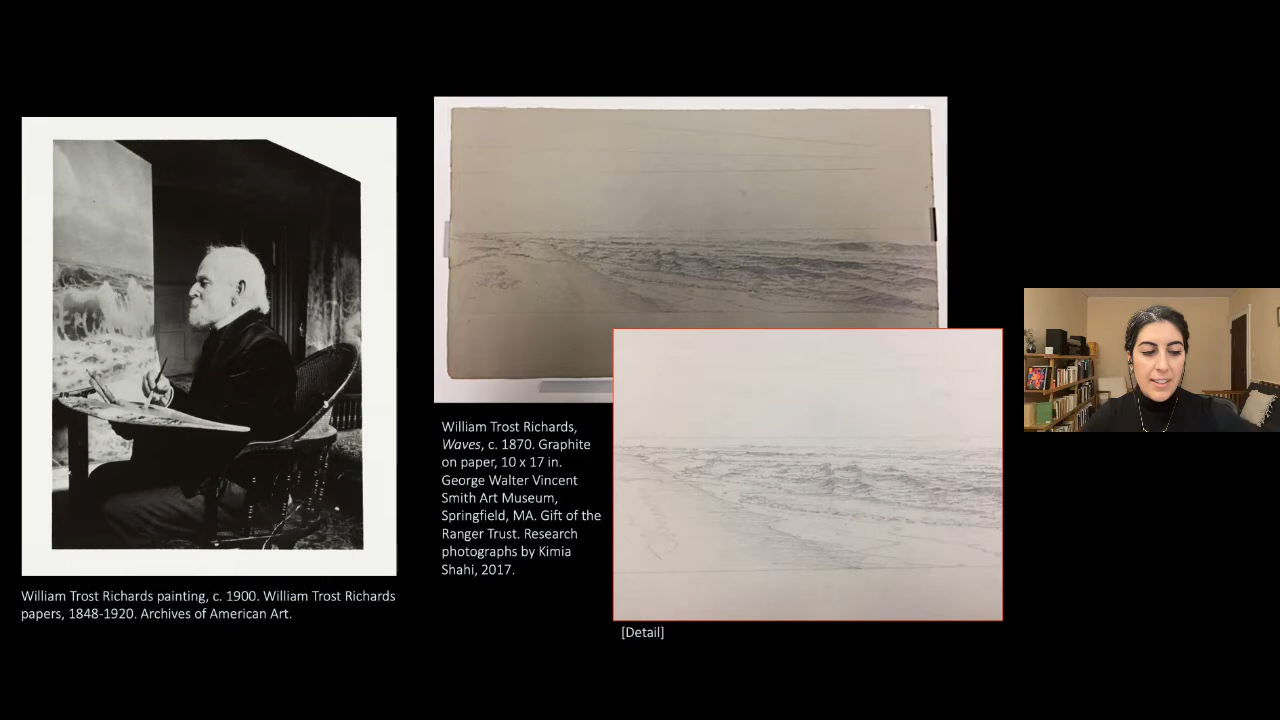 William Trost Richards painting, c. 1900. William Trost Richards
papers, 1848-1920. Archives of American Art.
William Trost Richards,
Waves, c. 1870. Graphite
on paper, 10 x 17 in.
George Walter Vincent
Smith Art Museum,
Springfield, MA. Gift of the
Ranger Trust. Research
photographs by Kimia
Shahi, 2017.
[Detail]